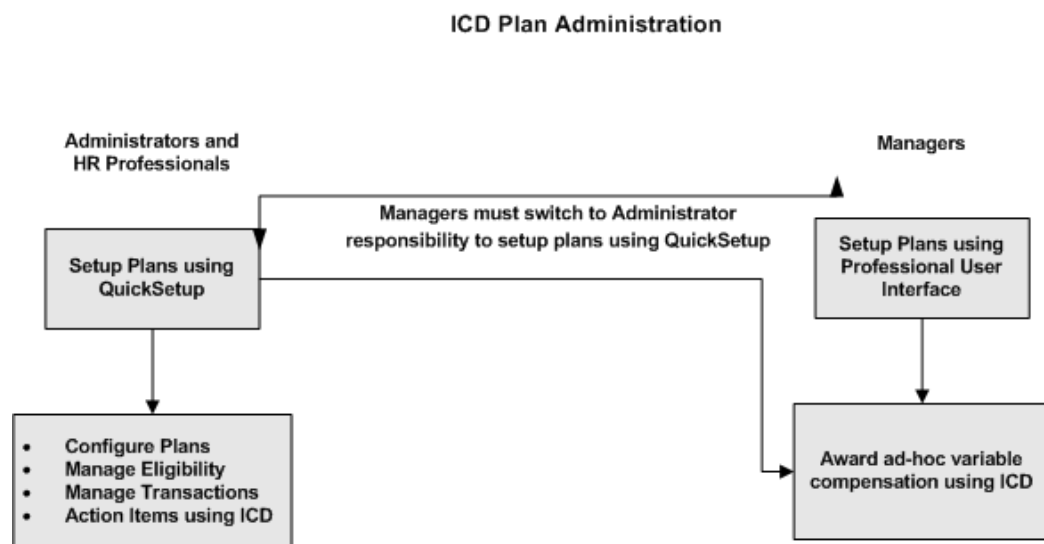 ICD Plan Administration
Administrators and
HR Professionals
Managers
Managers must switch to Administrator
responsibility to setup plans using QuickSetup
Setup Plans using
QuickSetup
Setup Plans using
Professional User
Interface
• Configure Plans
• Manage Eligibility
• Manage Transactions
• Action Items using ICD
Award ad-hoc variable
compensation using ICD